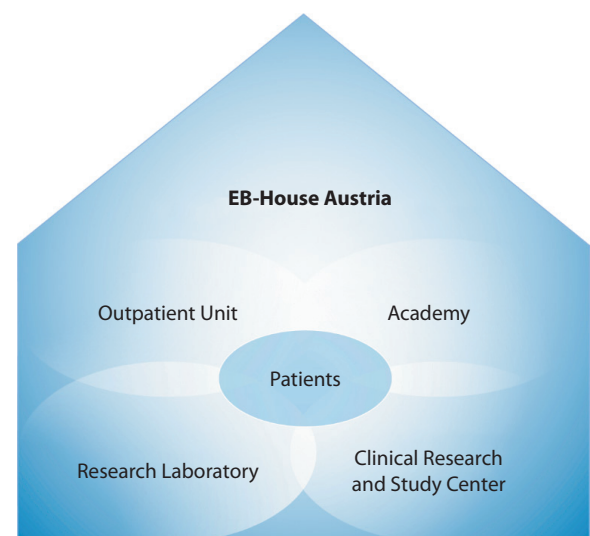 EB-House Austria
Outpatient Unit
Academy
Patients
Research Laboratory
Clinical Research
and Study Center